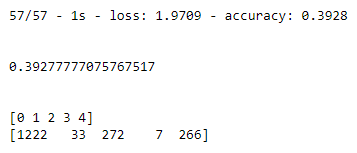 57/57 - 1s - loss: 1.9709 - accuracy: 0.3928
0.39277777075767517
[0 1 2 3 4]
[1222   33  272    7  266]